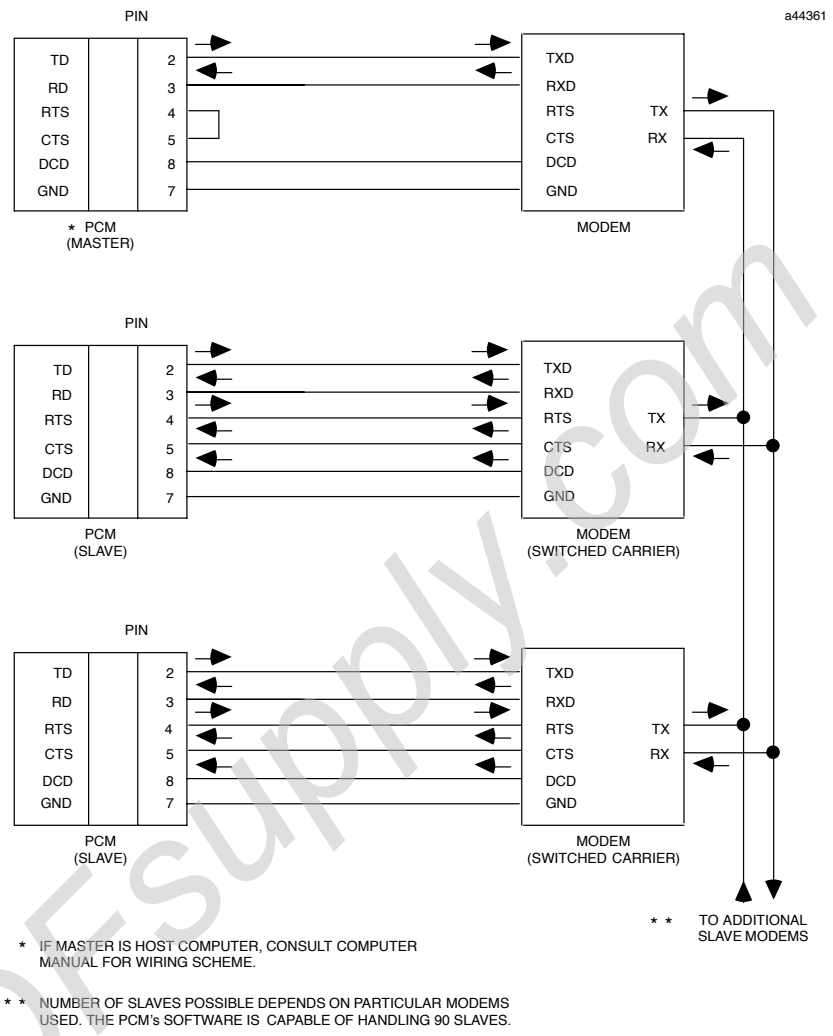 a44361
PIN
TD 2 TXD
RD 3 RXD
RTS 4 RTS TX
CTS 5 CTS RX
DCD 8 DCD
GND 7 GND
* PCM
(MASTER)
MODEM
PIN
TD 2 TXD
RD 3 RXD
RTS 4 RTS TX
CTS 5 CTS RX
DCD 8 DCD
GND 7 GND
PCM
(SLAVE)
MODEM
(SWITCHED CARRIER)
PIN
TD 2 TXD
RD 3 RXD
RTS 4 RTS TX
CTS 5 CTS RX
DCD 8 DCD
GND 7 GND
PCM
(SLAVE)
MODEM
(SWITCHED CARRIER)
* * TO ADDITIONAL
SLAVE MODEMS
* IF MASTER IS HOST COMPUTER, CONSULT COMPUTER
MANUAL FOR WIRING SCHEME.
* * NUMBER OF SLAVES POSSIBLE DEPENDS ON PARTICULAR MODEMS
USED. THE PCM's SOFTWARE IS CAPABLE OF HANDLING 90 SLAVES.